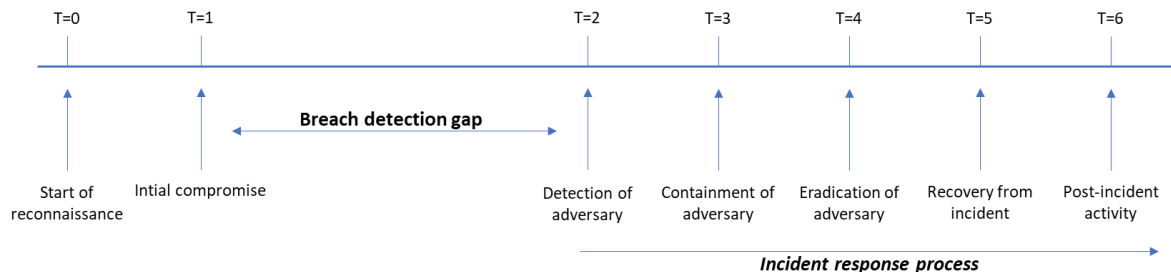 T=0 T=1 T=2 T=3 T=4 T=5 T=6
Breach detection gap
Start of reconnaissance
Intial compromise
Detection of adversary
Containment of adversary
Eradication of adversary
Recovery from incident
Post-incident activity
Incident response process